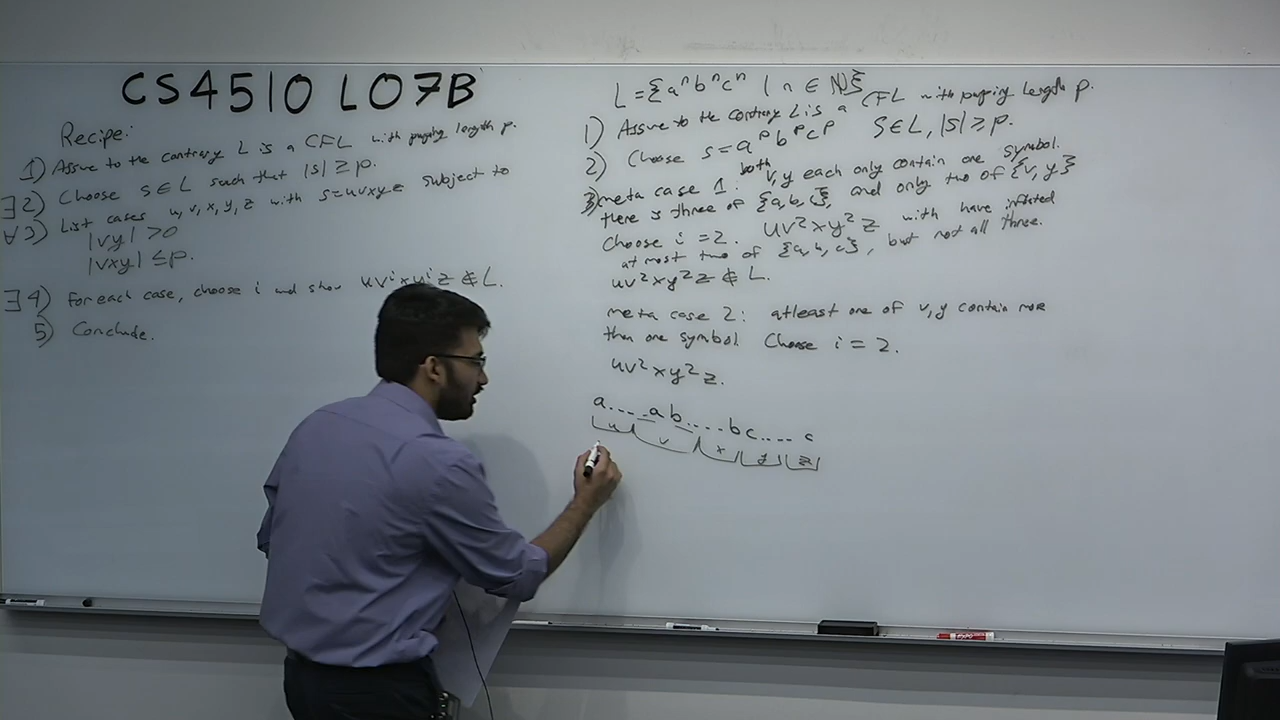 CS4510 L07B
Recipe:
1) Assume to the contrary L is a CFL with pumping length p.
∃2) Choose s∈L such that |s| ≥ p.
∀3) List cases u,v,x,y,z with s=uvxyz subject to
|vy| > 0
|vxy| ≤ p.
∃4) For each case, choose i and show uvⁱxyⁱz ∉ L.
5) Conclude.
L = {aⁿbⁿcⁿ | n ∈ ℕ}
1) Assume to the contrary L is a CFL with pumping length p.
2) Choose s = aᵖbᵖcᵖ s∈L, |s| ≥ p.
3) meta case 1. both v,y each only contain one symbol.
there is three of {a,b,c}, and only two of {v,y}
Choose i = 2. uv²xy²z with have inflated
at most two of {a,b,c}, but not all three.
uv²xy²z ∉ L.
meta case 2: atleast one of v,y contain more
than one symbol. Choose i = 2.
uv²xy²z.
a.....ab.....bc.....c
u v x y z